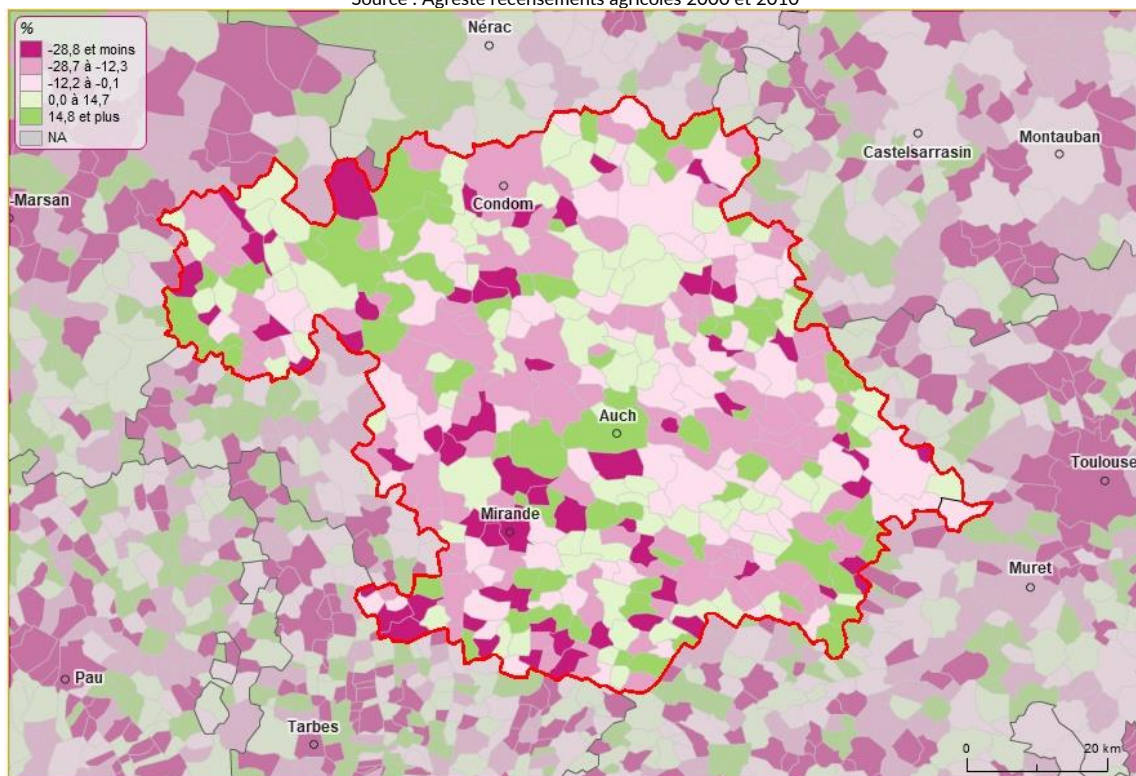 Source : Agreste recensements agricoles 2000 et 2010
%
-28,8 et moins
-28,7 à -12,3
-12,2 à -0,1
0,0 à 14,7
14,8 et plus
NA
Nérac
Montauban
Castelsarrasin
-Marsan
Condom
Auch
Toulouse
Mirande
Muret
Pau
Tarbes
0 20 km